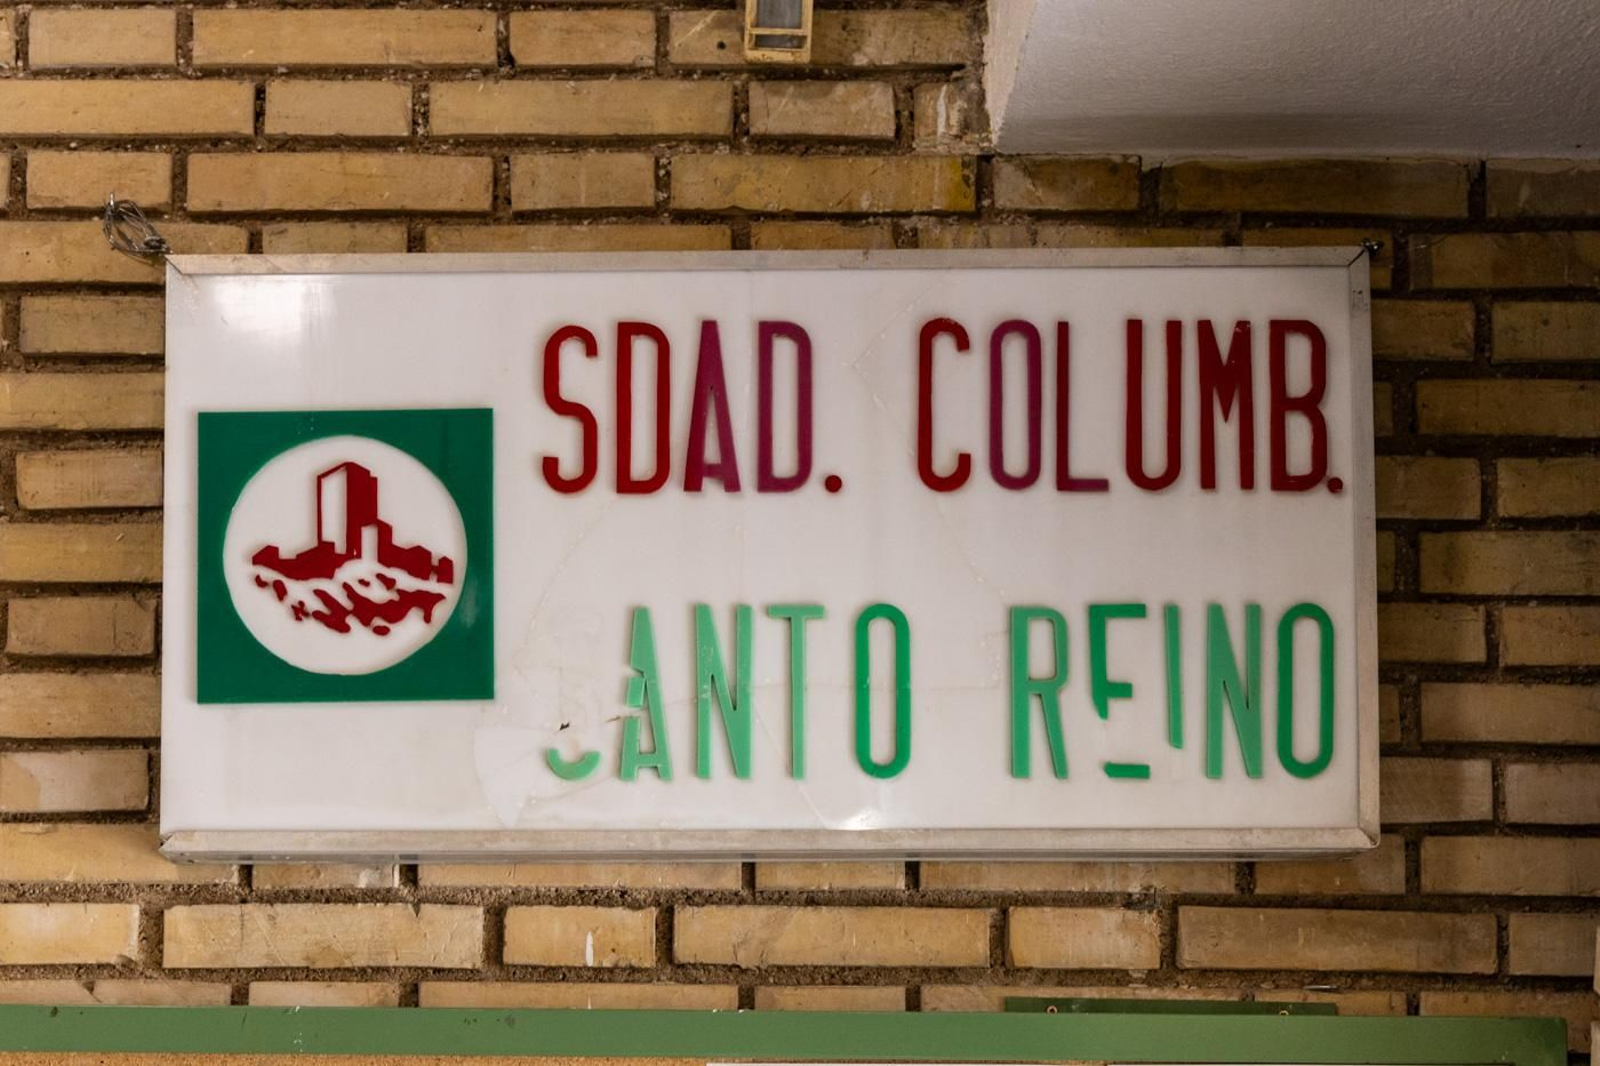 SDAD. COLUMB.
SANTO REINO